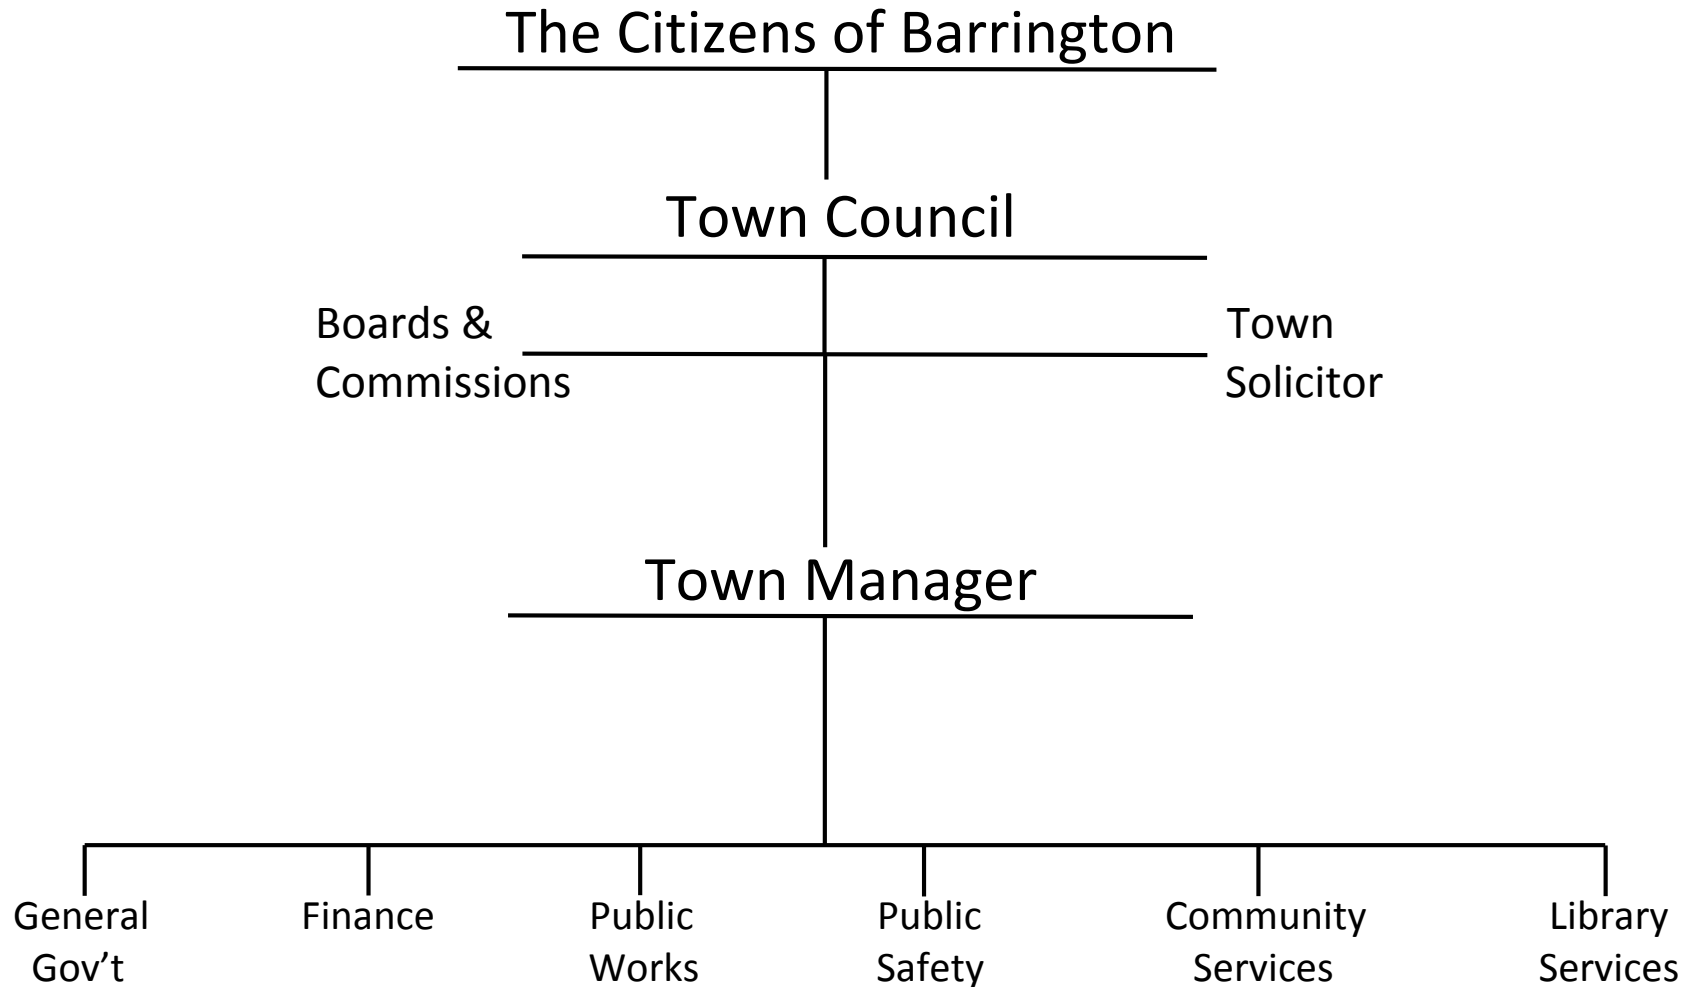 The Citizens of Barrington
Town Council
Boards &
Commissions
Town
Solicitor
Town Manager
General
Gov’t
Finance
Public
Works
Public
Safety
Community
Services
Library
Services